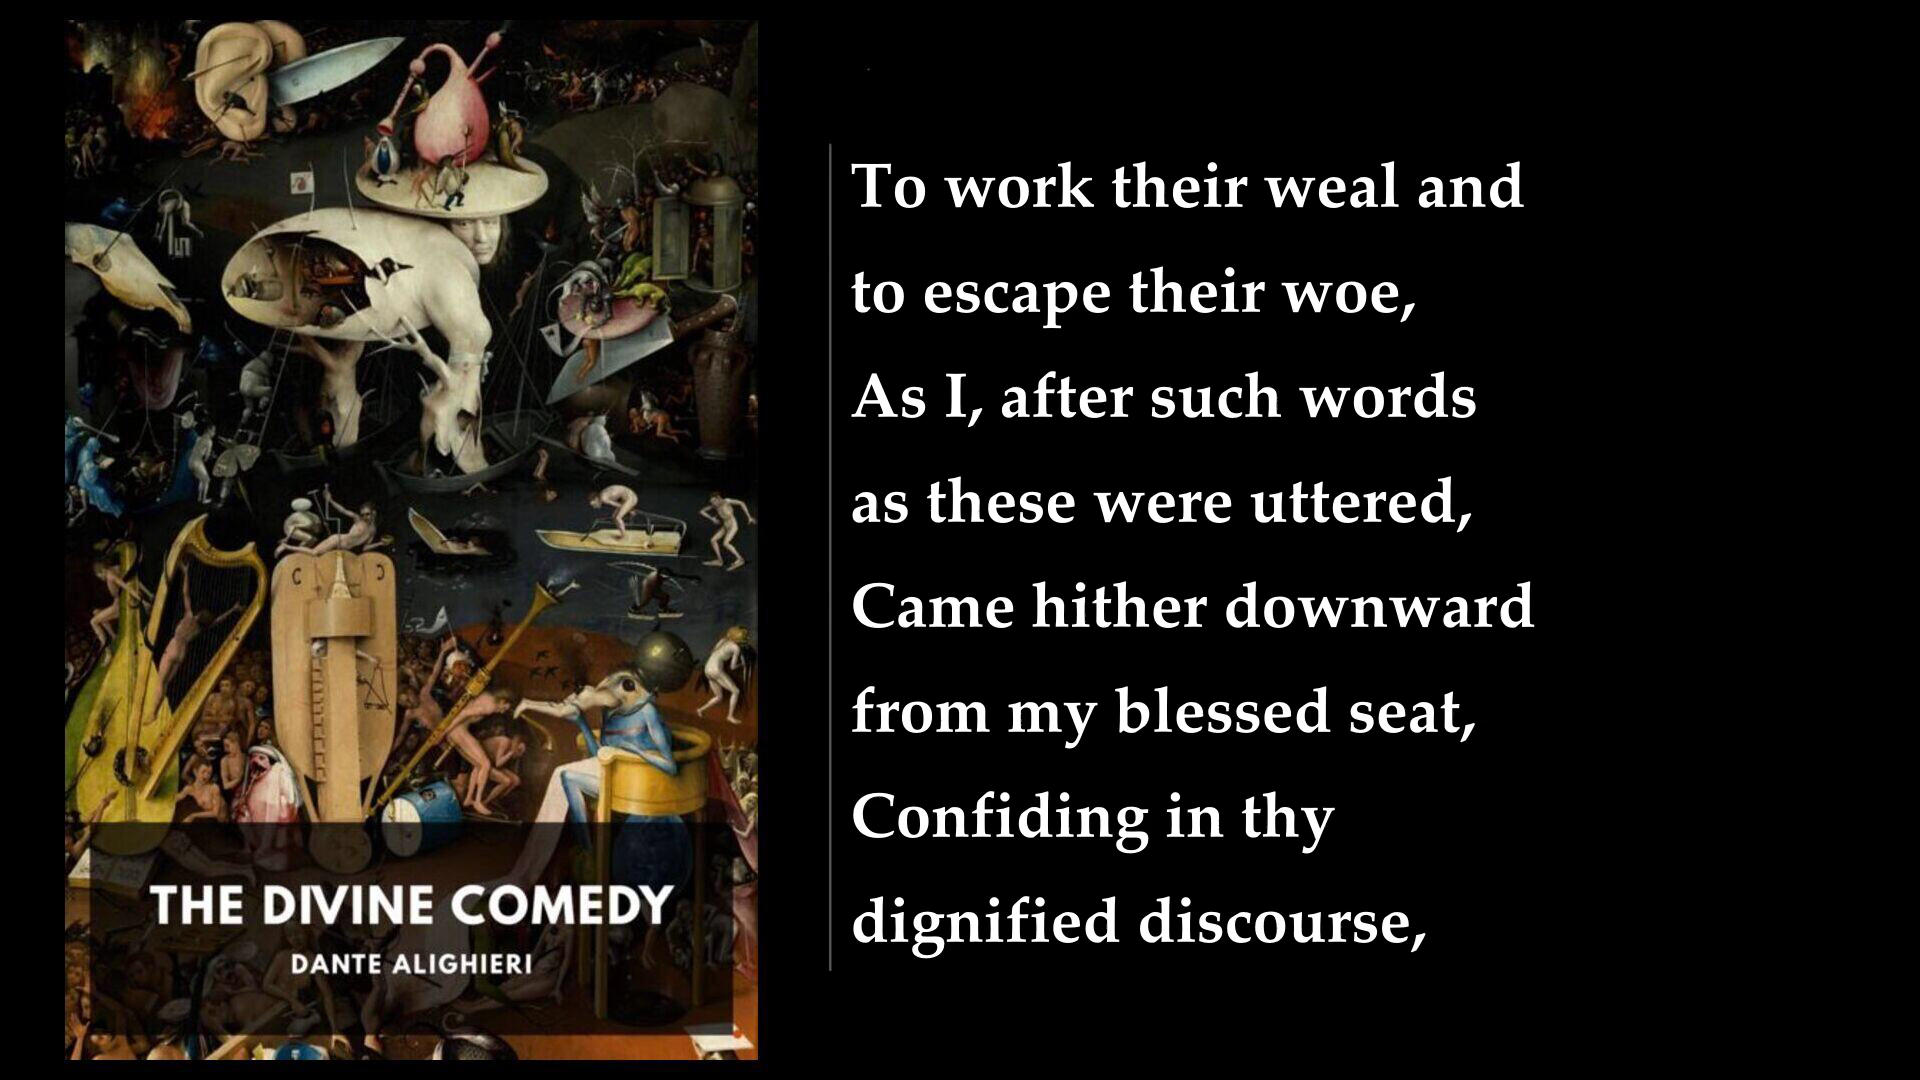 THE DIVINE COMEDY
DANTE ALIGHIERI
To work their weal and
to escape their woe,
As I, after such words
as these were uttered,
Came hither downward
from my blessed seat,
Confiding in thy
dignified discourse,